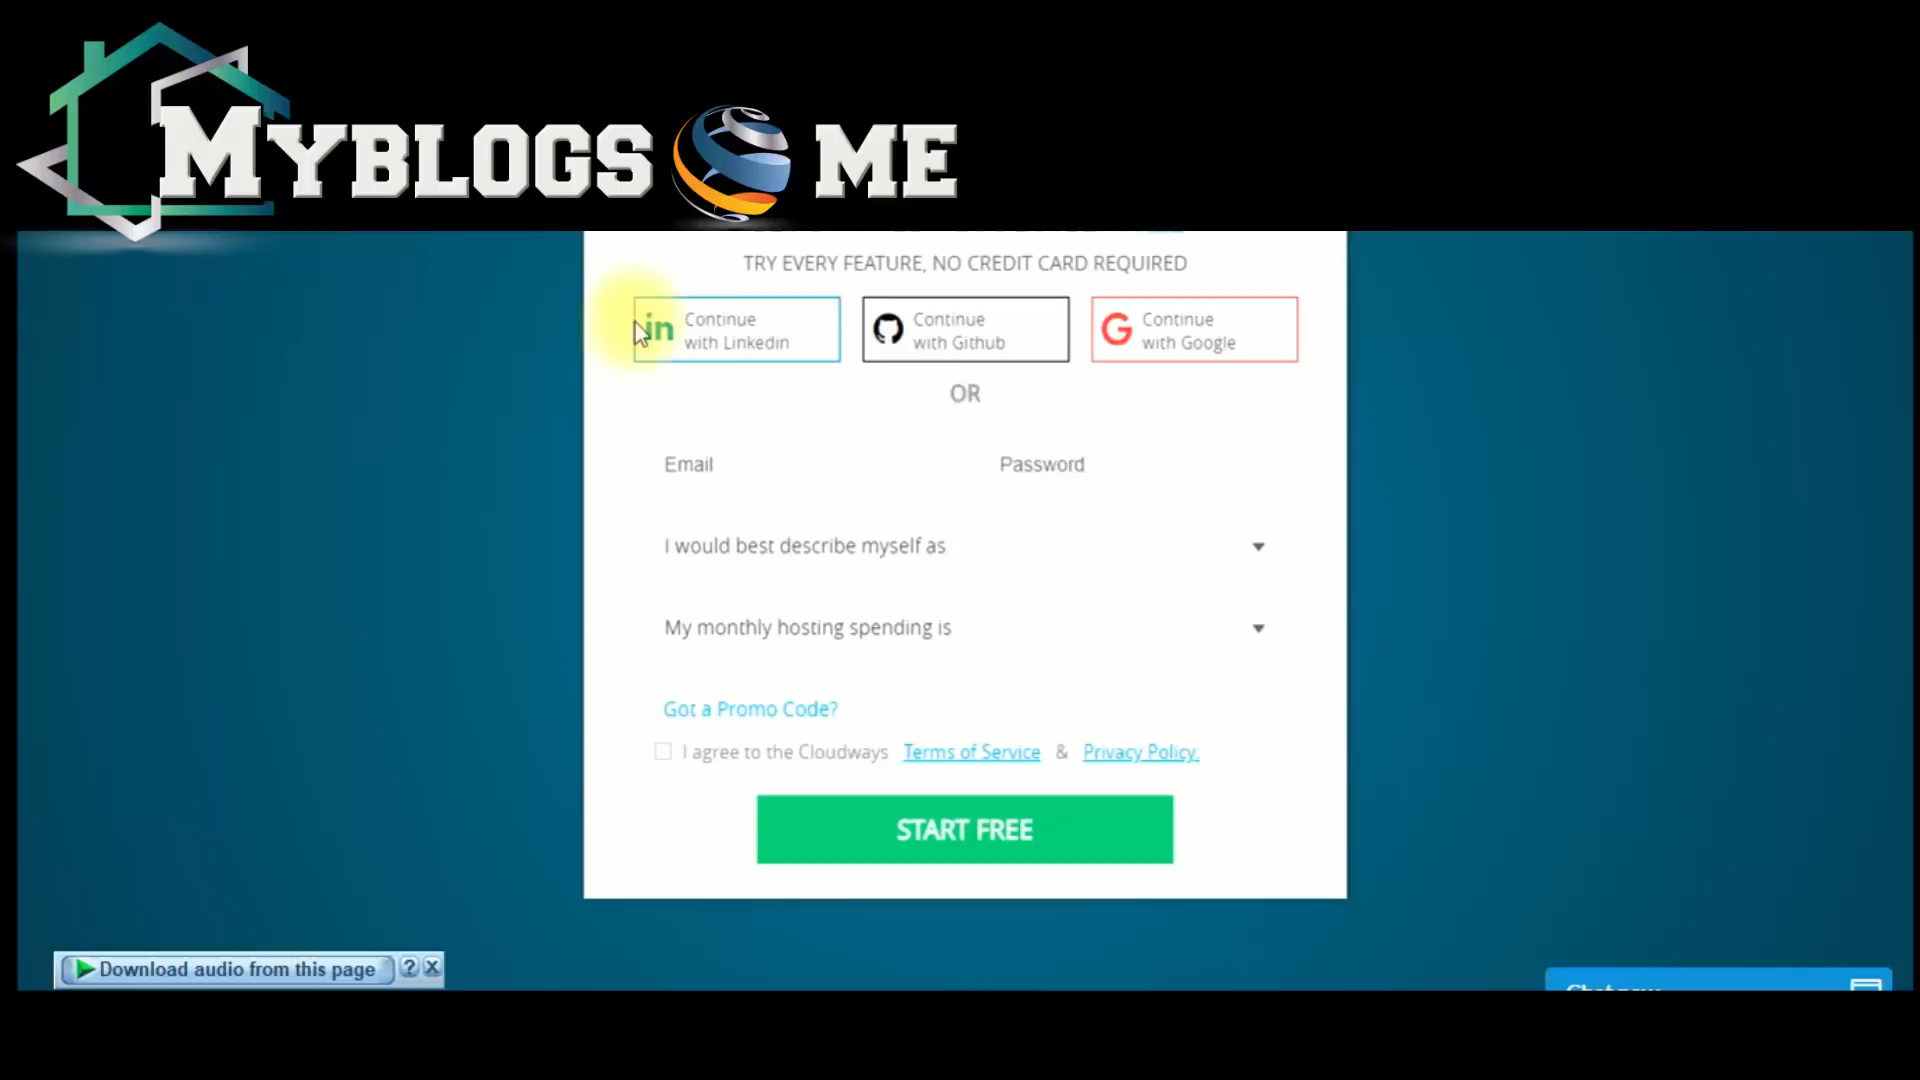 MYBLOGS ME
TRY EVERY FEATURE, NO CREDIT CARD REQUIRED
in Continue
with Linkedin
Continue
with Github
G Continue
with Google
OR
Email Password
I would best describe myself as
My monthly hosting spending is
Got a Promo Code?
I agree to the Cloudways Terms of Service & Privacy Policy.
START FREE
Download audio from this page ? X